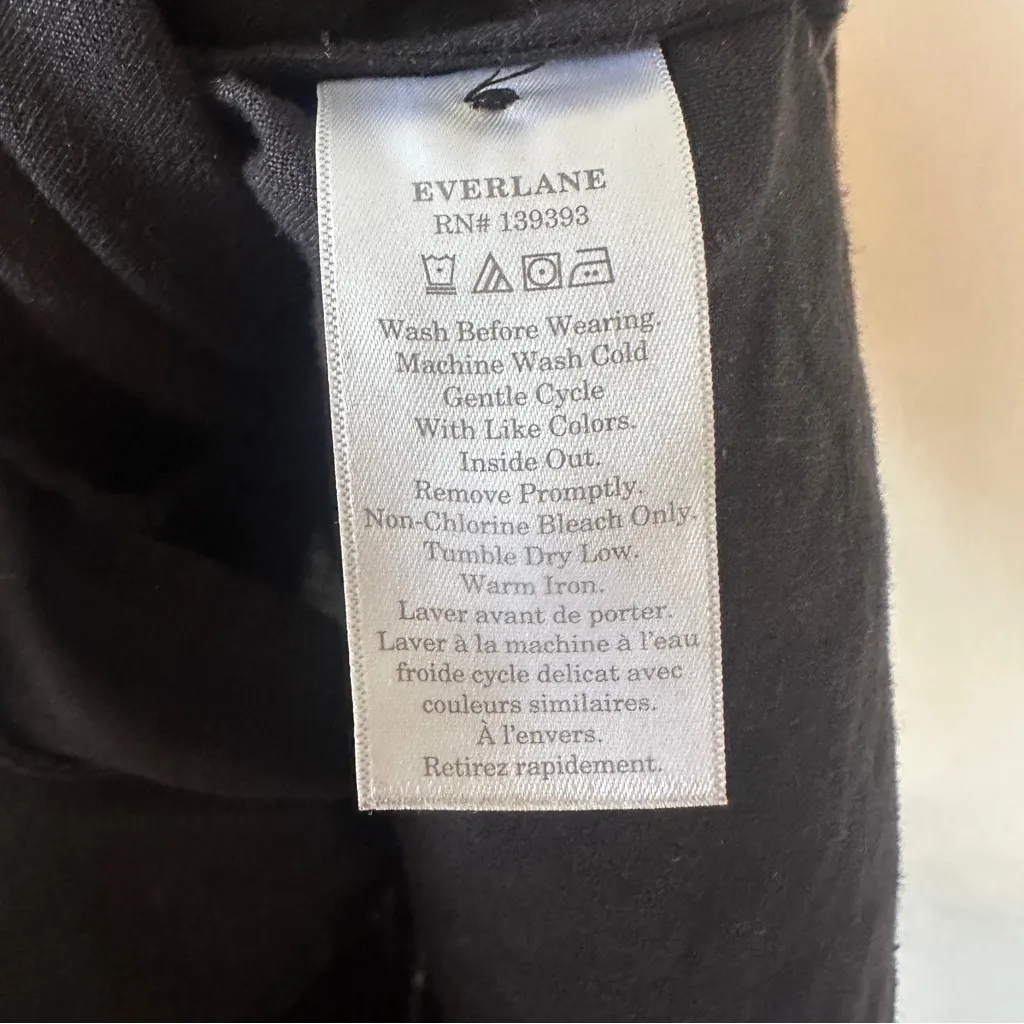 EVERLANE
RN# 139393
Wash Before Wearing.
Machine Wash Cold
Gentle Cycle
With Like Colors.
Inside Out.
Remove Promptly.
Non-Chlorine Bleach Only.
Tumble Dry Low.
Warm Iron.
Laver avant de porter.
Laver à la machine à l'eau
froide cycle delicat avec
couleurs similaires.
À l'envers.
Retirez rapidement.